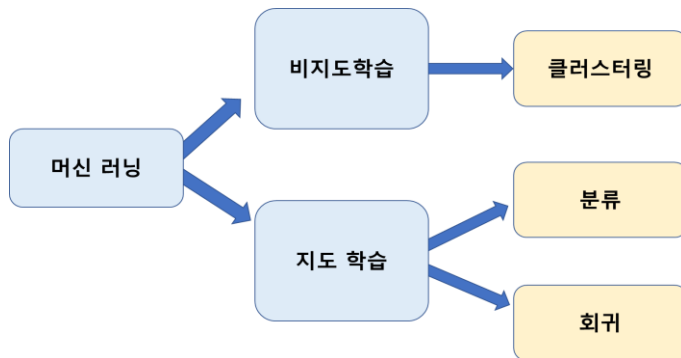 비지도학습
클러스터링
머신 러닝
분류
지도 학습
회귀